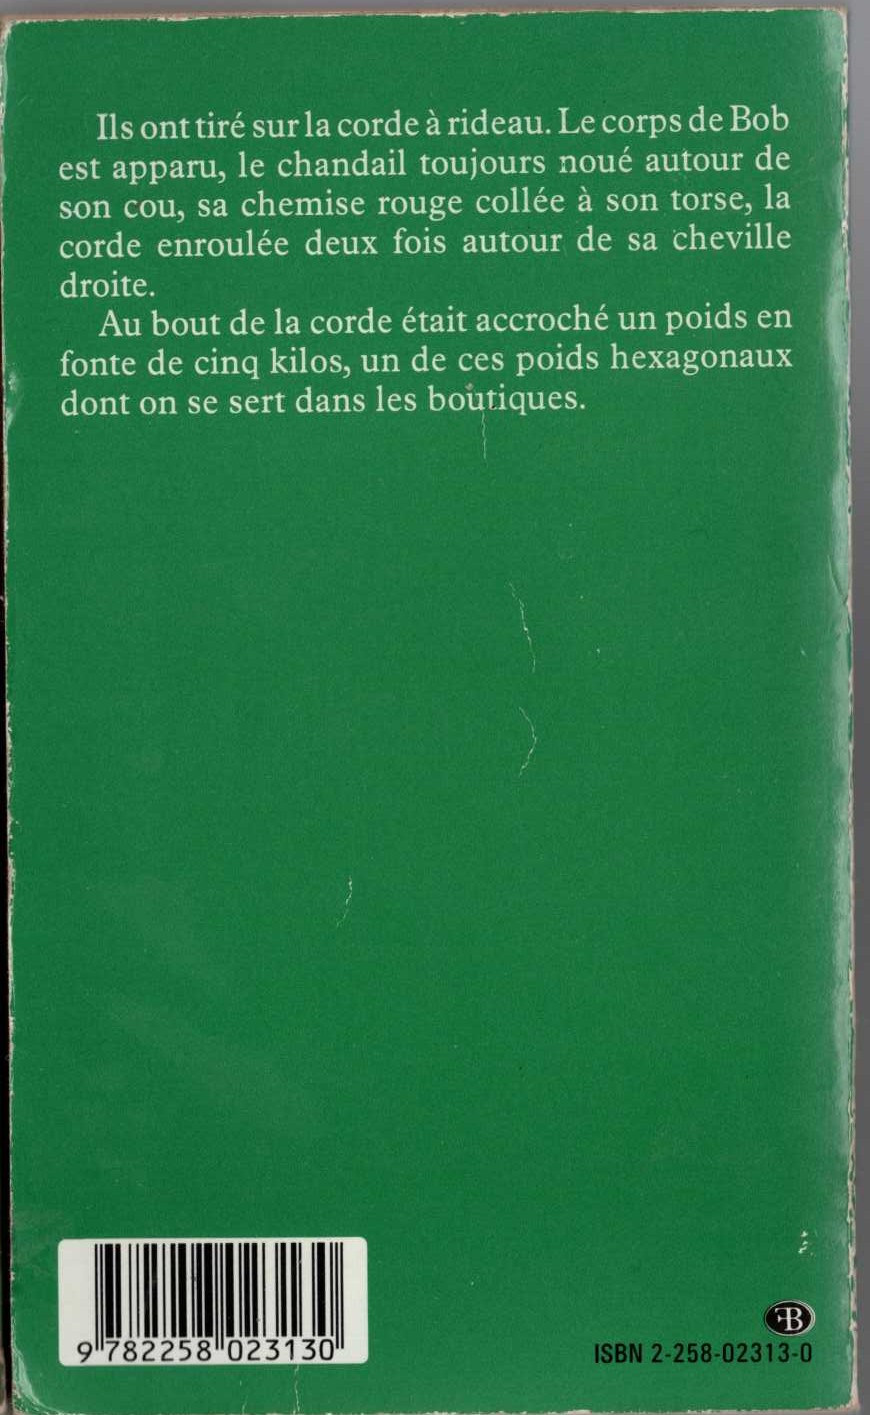 Ils ont tiré sur la corde à rideau. Le corps de Bob
est apparu, le chandail toujours noué autour de
son cou, sa chemise rouge collée à son torse, la
corde enroulée deux fois autour de sa cheville
droite.
Au bout de la corde était accroché un poids en
fonte de cinq kilos, un de ces poids hexagonaux
dont on se sert dans les boutiques.
9 782258 023130
FB
ISBN 2-258-02313-0